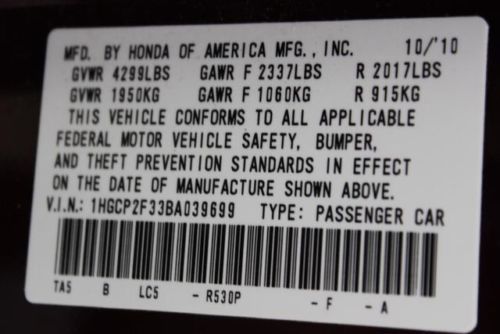 MFD. BY HONDA OF AMERICA MFG., INC. 10/'10
GVWR 4299LBS GAWR F 2337LBS R 2017LBS
GVWR 1950KG GAWR F 1060KG R 915KG
THIS VEHICLE CONFORMS TO ALL APPLICABLE
FEDERAL MOTOR VEHICLE SAFETY, BUMPER,
AND THEFT PREVENTION STANDARDS IN EFFECT
ON THE DATE OF MANUFACTURE SHOWN ABOVE.
V.I.N.: 1HGCP2F33BA039699 TYPE: PASSENGER CAR
TA5 B LC5 - R530P - F - A